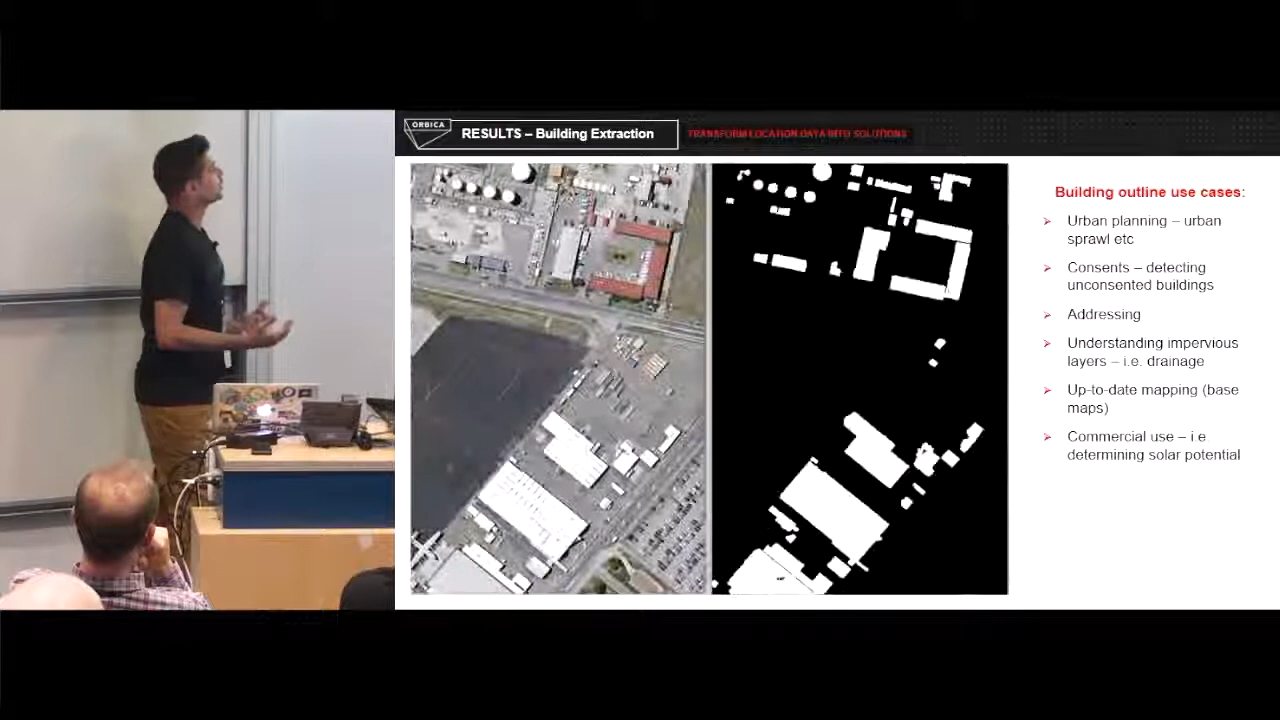 ORBICA
RESULTS – Building Extraction
TRANSFORM LOCATION DATA INTO SOLUTIONS
Building outline use cases:
Urban planning – urban
sprawl etc
Consents – detecting
unconsented buildings
Addressing
Understanding impervious
layers – i.e. drainage
Up-to-date mapping (base
maps)
Commercial use – i e
determining solar potential